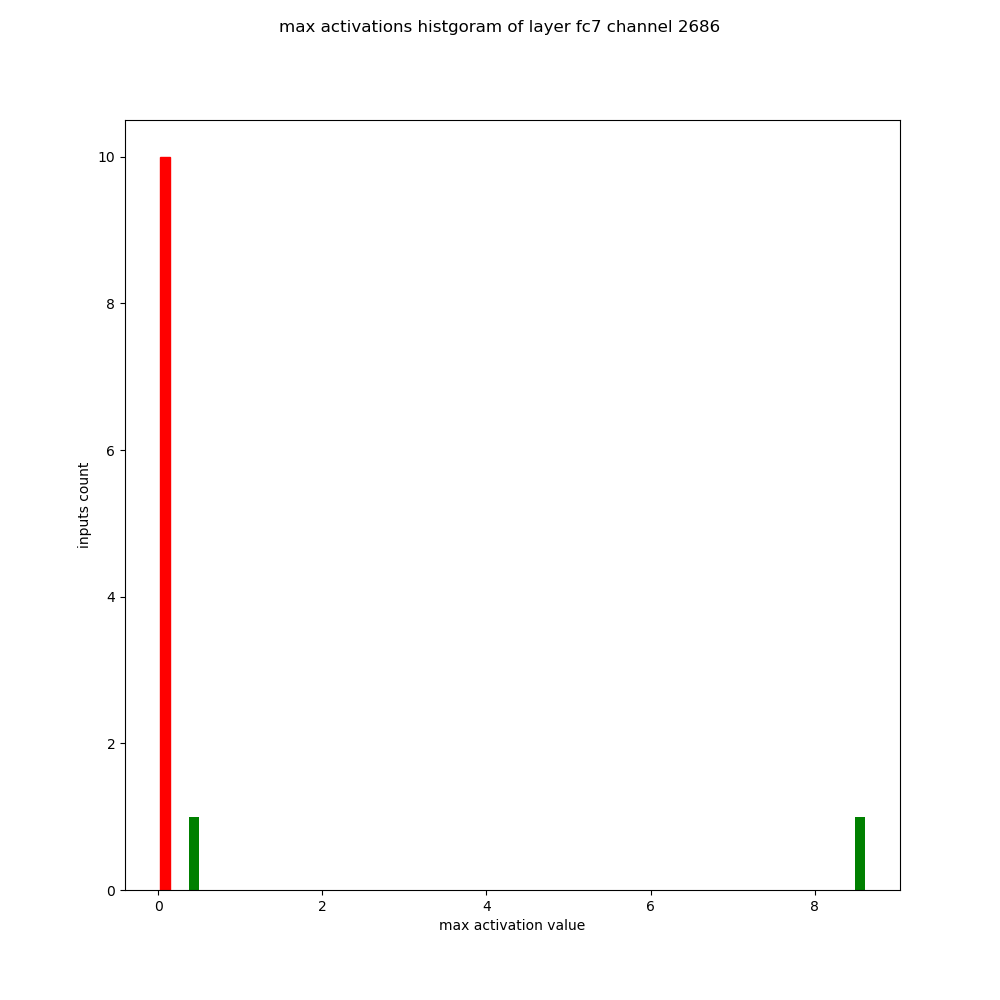 max activations histgoram of layer fc7 channel 2686
10
8
6
4
2
0
inputs count
0 2 4 6 8
max activation value